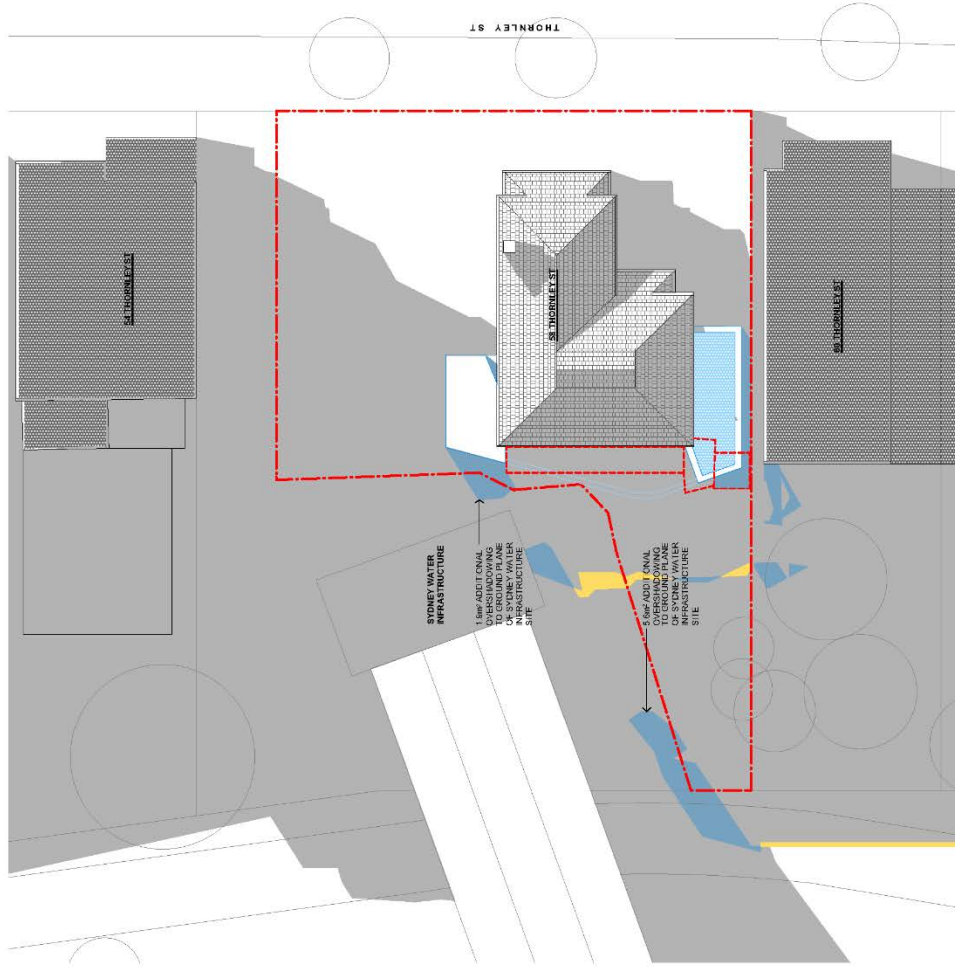 THORNLEY ST
54 THORNLEY ST
58 THORNLEY ST
60 THORNLEY ST
SYDNEY WATER
INFRASTRUCTURE
1.9m² ADDITIONAL
OVERSHADOWING
TO GROUND PLANE
OF SYDNEY WATER
INFRASTRUCTURE
SITE
5.6m² ADDITIONAL
OVERSHADOWING
TO GROUND PLANE
OF SYDNEY WATER
INFRASTRUCTURE
SITE